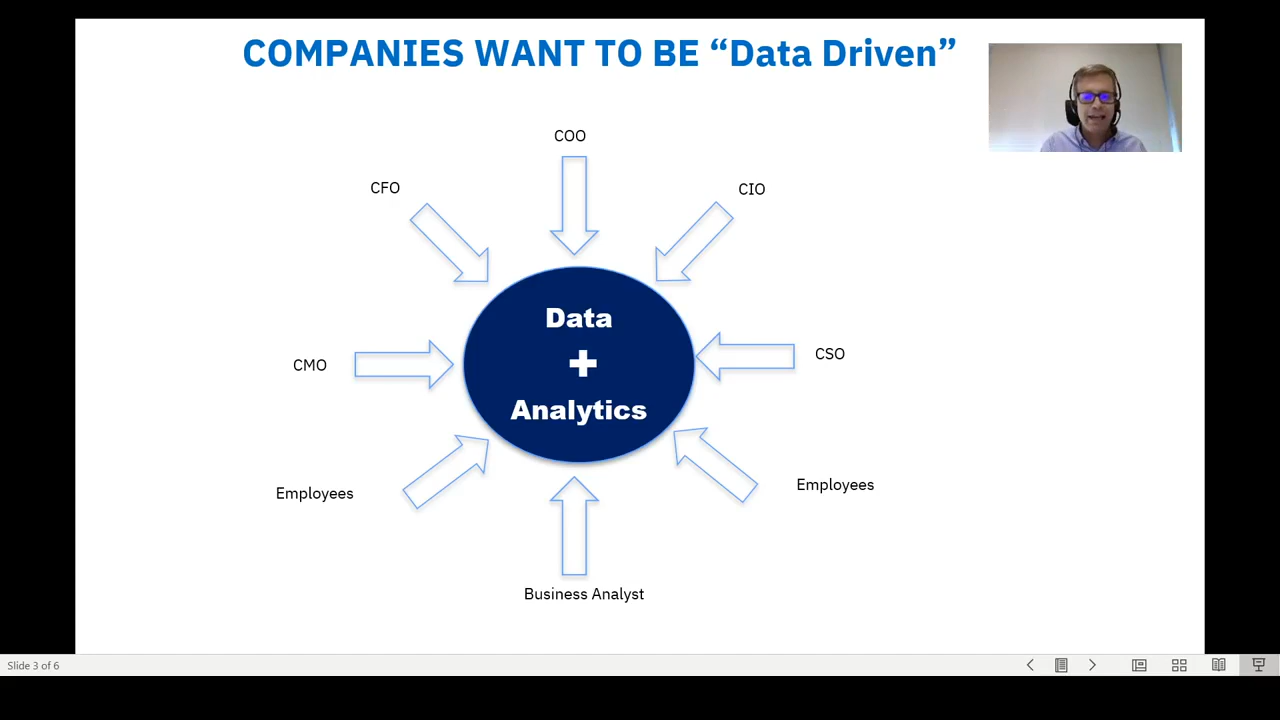 COMPANIES WANT TO BE “Data Driven”
COO
CFO
CIO
Data
+
Analytics
CMO
CSO
Employees
Employees
Business Analyst
Slide 3 of 6